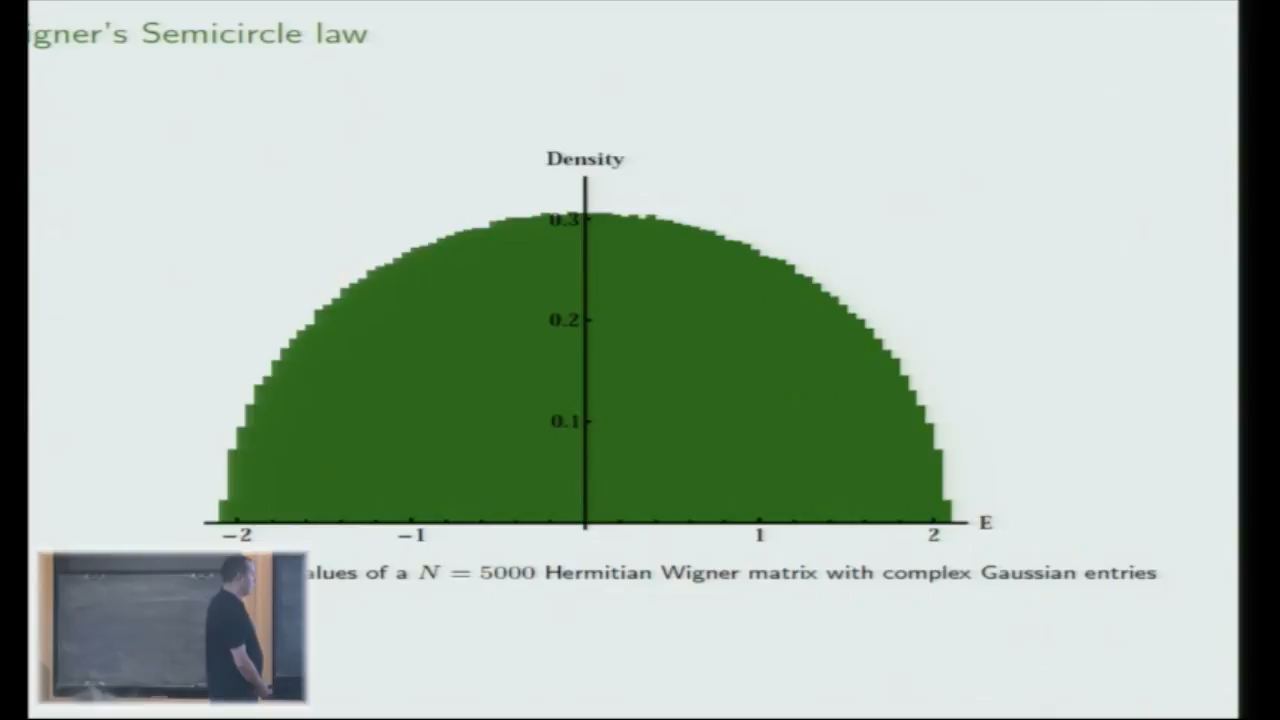 igner's Semicircle law
Density
0.3
0.2
0.1
−2 −1 1 2 E
alues of a N = 5000 Hermitian Wigner matrix with complex Gaussian entries